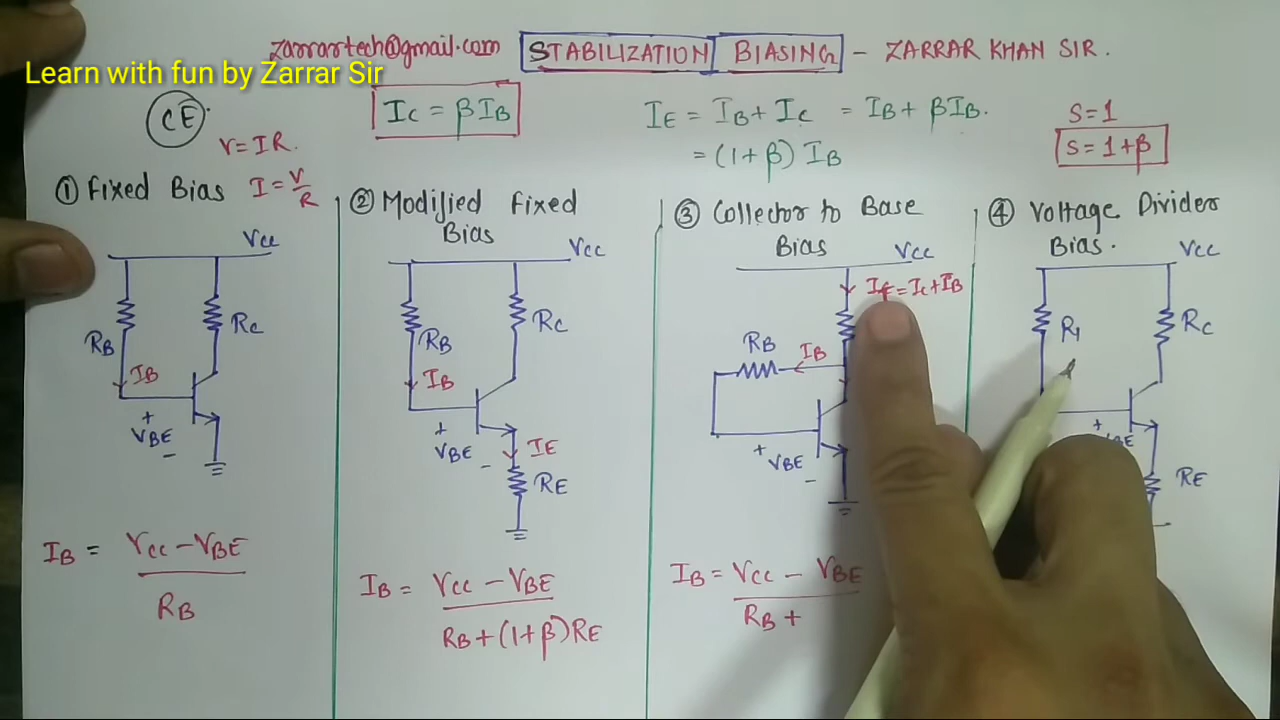 zarrartech@gmail.com STABILIZATION BIASING - ZARRAR KHAN SIR.
Learn with fun by Zarrar Sir
CE
IC = βIB
IE = IB + IC = IB + βIB.
= (1+β) IB
S=1
S=1+β
V=IR.
① Fixed Bias I = V/R
VCC
RB
RC
IB
+
VBE
-
IB = VCC - VBE
RB
② Modified Fixed
Bias
VCC
RB
RC
IB
+
VBE
-
IE
RE
IB = VCC - VBE
RB + (1+β) RE
③ Collector to Base
Bias
VCC
= IC + IB
RB
IB
+
VBE
-
IB = VCC - VBE
RB +
④ Voltage Divider
Bias.
VCC
R1
RC
+
RE